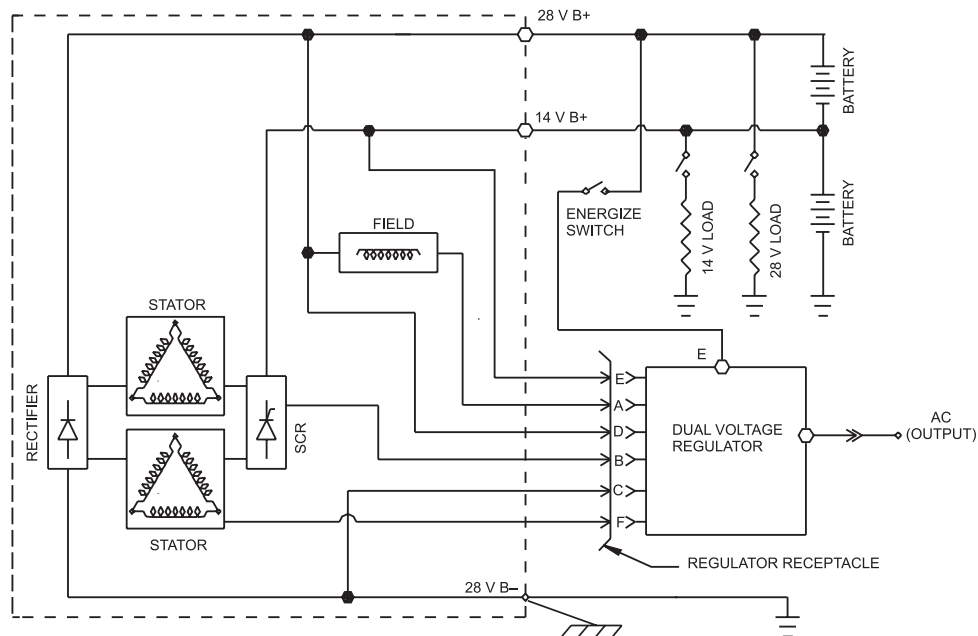 28 V B+
14 V B+
BATTERY
FIELD
ENERGIZE
SWITCH
14 V LOAD
28 V LOAD
BATTERY
STATOR
E
RECTIFIER
SCR
E
A
D
B
C
F
DUAL VOLTAGE
REGULATOR
AC
(OUTPUT)
STATOR
REGULATOR RECEPTACLE
28 V B–